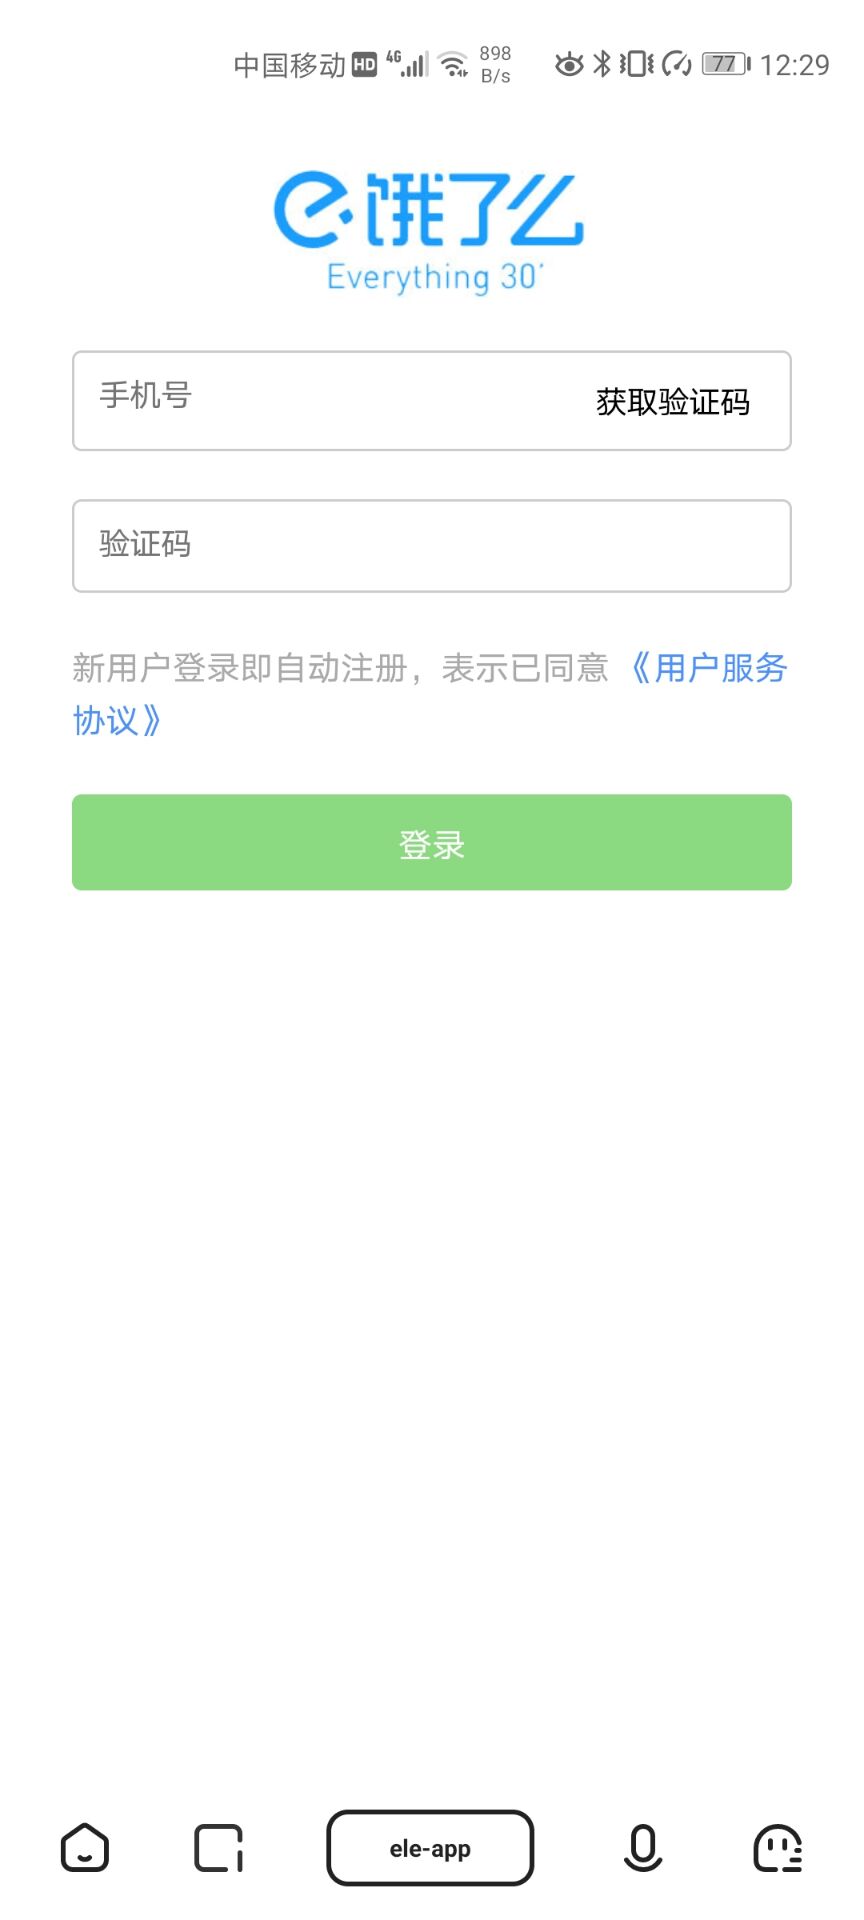 中国移动 HD 4G 898 B/s 77 12:29
饿了么
Everything 30'
手机号 获取验证码
验证码
新用户登录即自动注册，表示已同意《用户服务
协议》
登录
ele-app